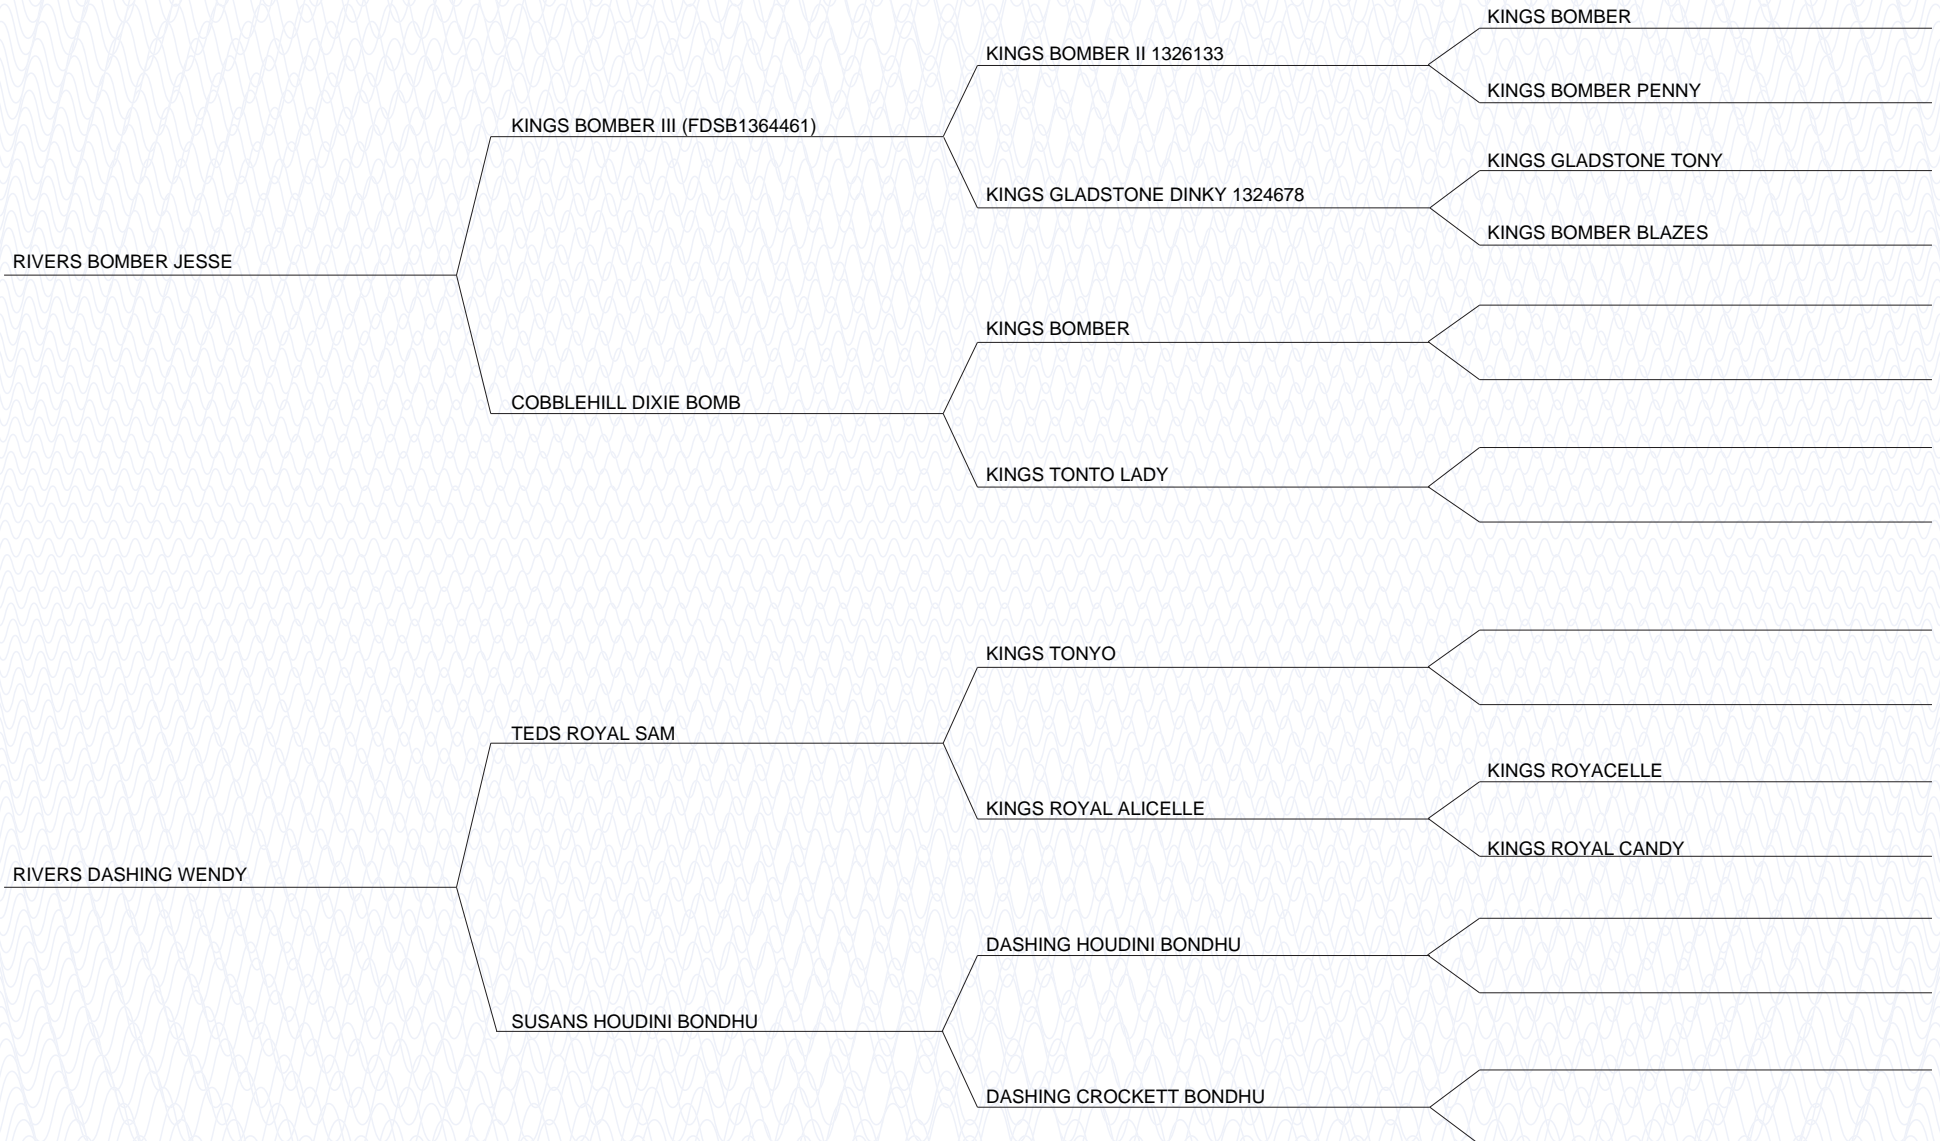 KINGS BOMBER
KINGS BOMBER II 1326133
KINGS BOMBER PENNY
KINGS BOMBER III (FDSB1364461)
KINGS GLADSTONE TONY
KINGS GLADSTONE DINKY 1324678
KINGS BOMBER BLAZES
RIVERS BOMBER JESSE
KINGS BOMBER
COBBLEHILL DIXIE BOMB
KINGS TONTO LADY
KINGS TONYO
TEDS ROYAL SAM
KINGS ROYACELLE
KINGS ROYAL ALICELLE
KINGS ROYAL CANDY
RIVERS DASHING WENDY
DASHING HOUDINI BONDHU
SUSANS HOUDINI BONDHU
DASHING CROCKETT BONDHU